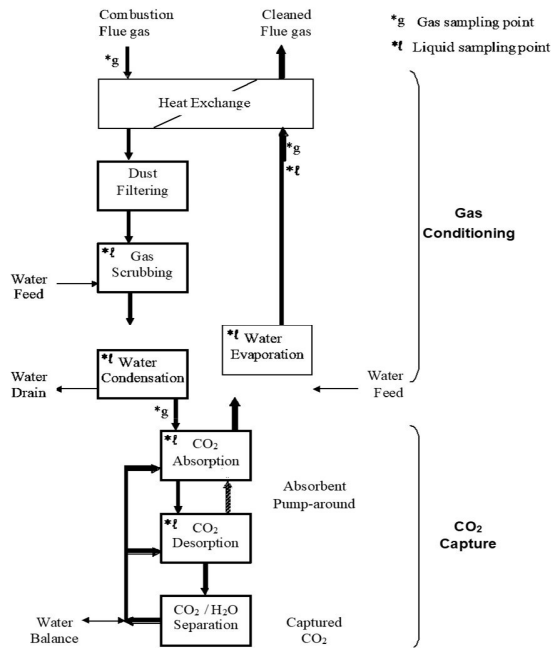 Combustion
Flue gas
Cleaned
Flue gas
*g Gas sampling point
*ℓ Liquid sampling point
*g
Heat Exchange
*g
*ℓ
Dust
Filtering
*ℓ Gas
Scrubbing
Water
Feed
Gas
Conditioning
*ℓ Water
Evaporation
*ℓ Water
Condensation
Water
Drain
Water
Feed
*g
*ℓ CO₂
Absorption
Absorbent
Pump-around
*ℓ CO₂
Desorption
CO₂
Capture
CO₂ / H₂O
Separation
Water
Balance
Captured
CO₂